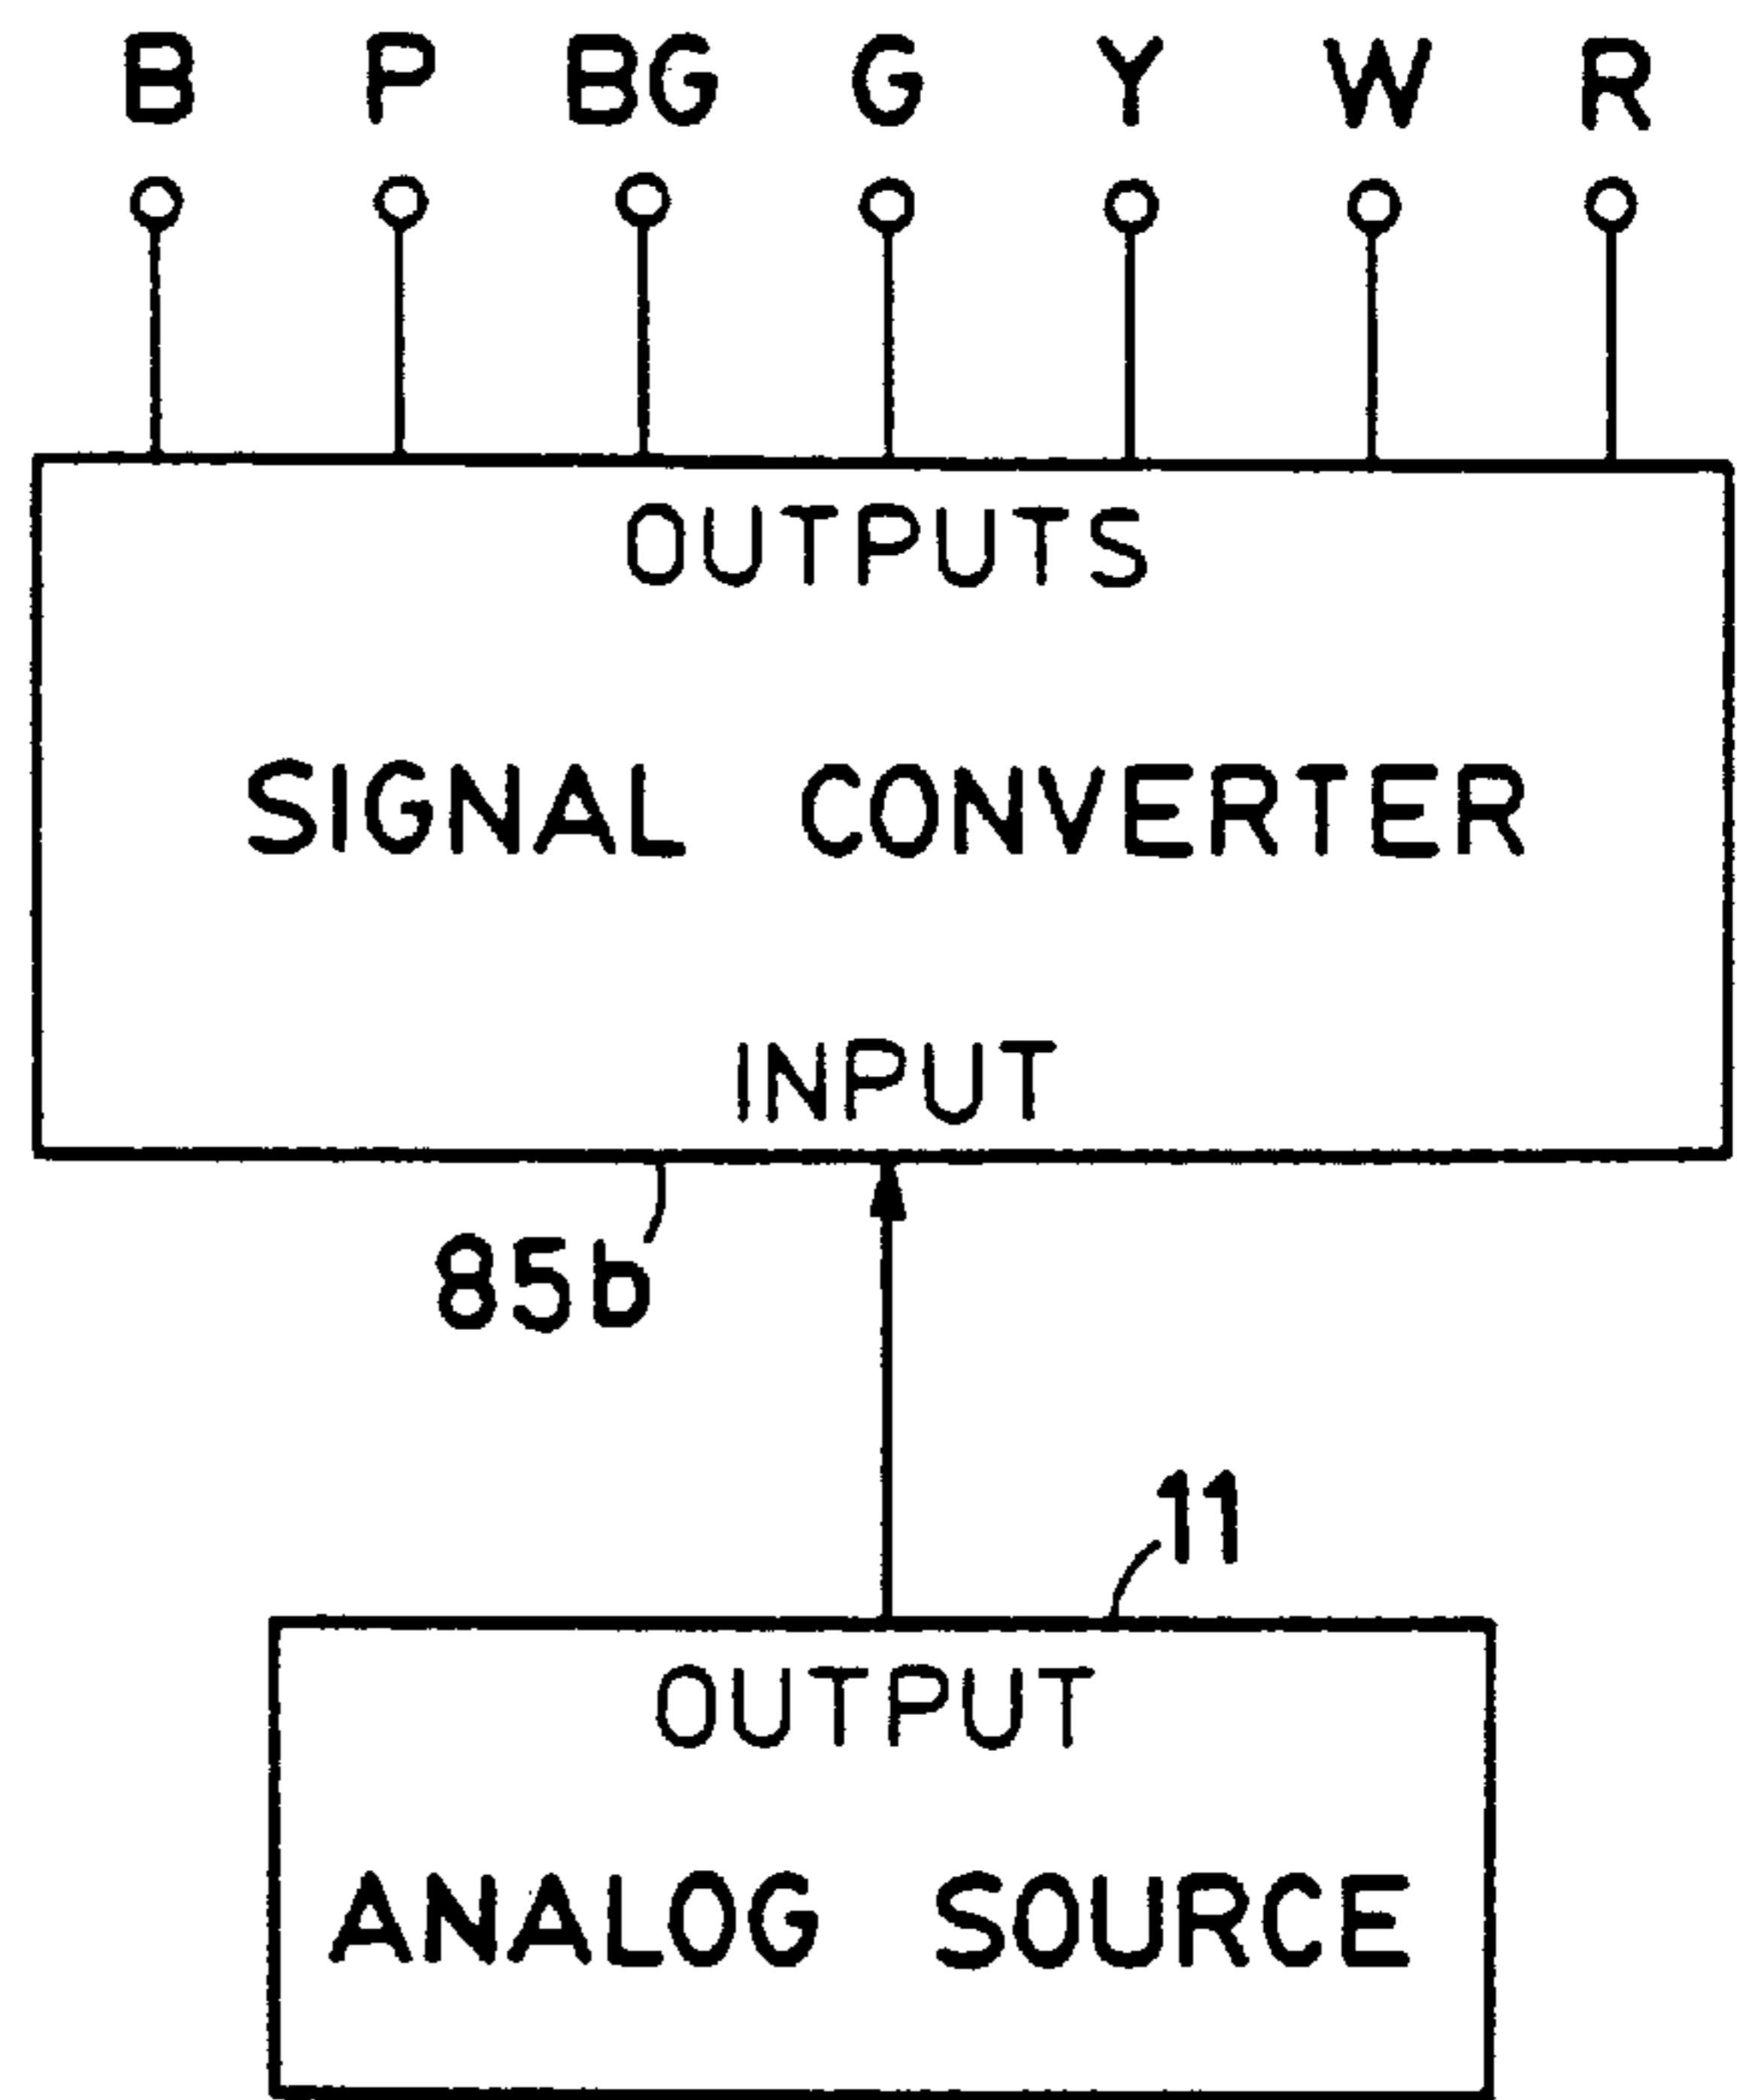 B P BG G Y W R
OUTPUTS
SIGNAL CONVERTER
INPUT
85b
11
OUTPUT
ANALOG SOURCE